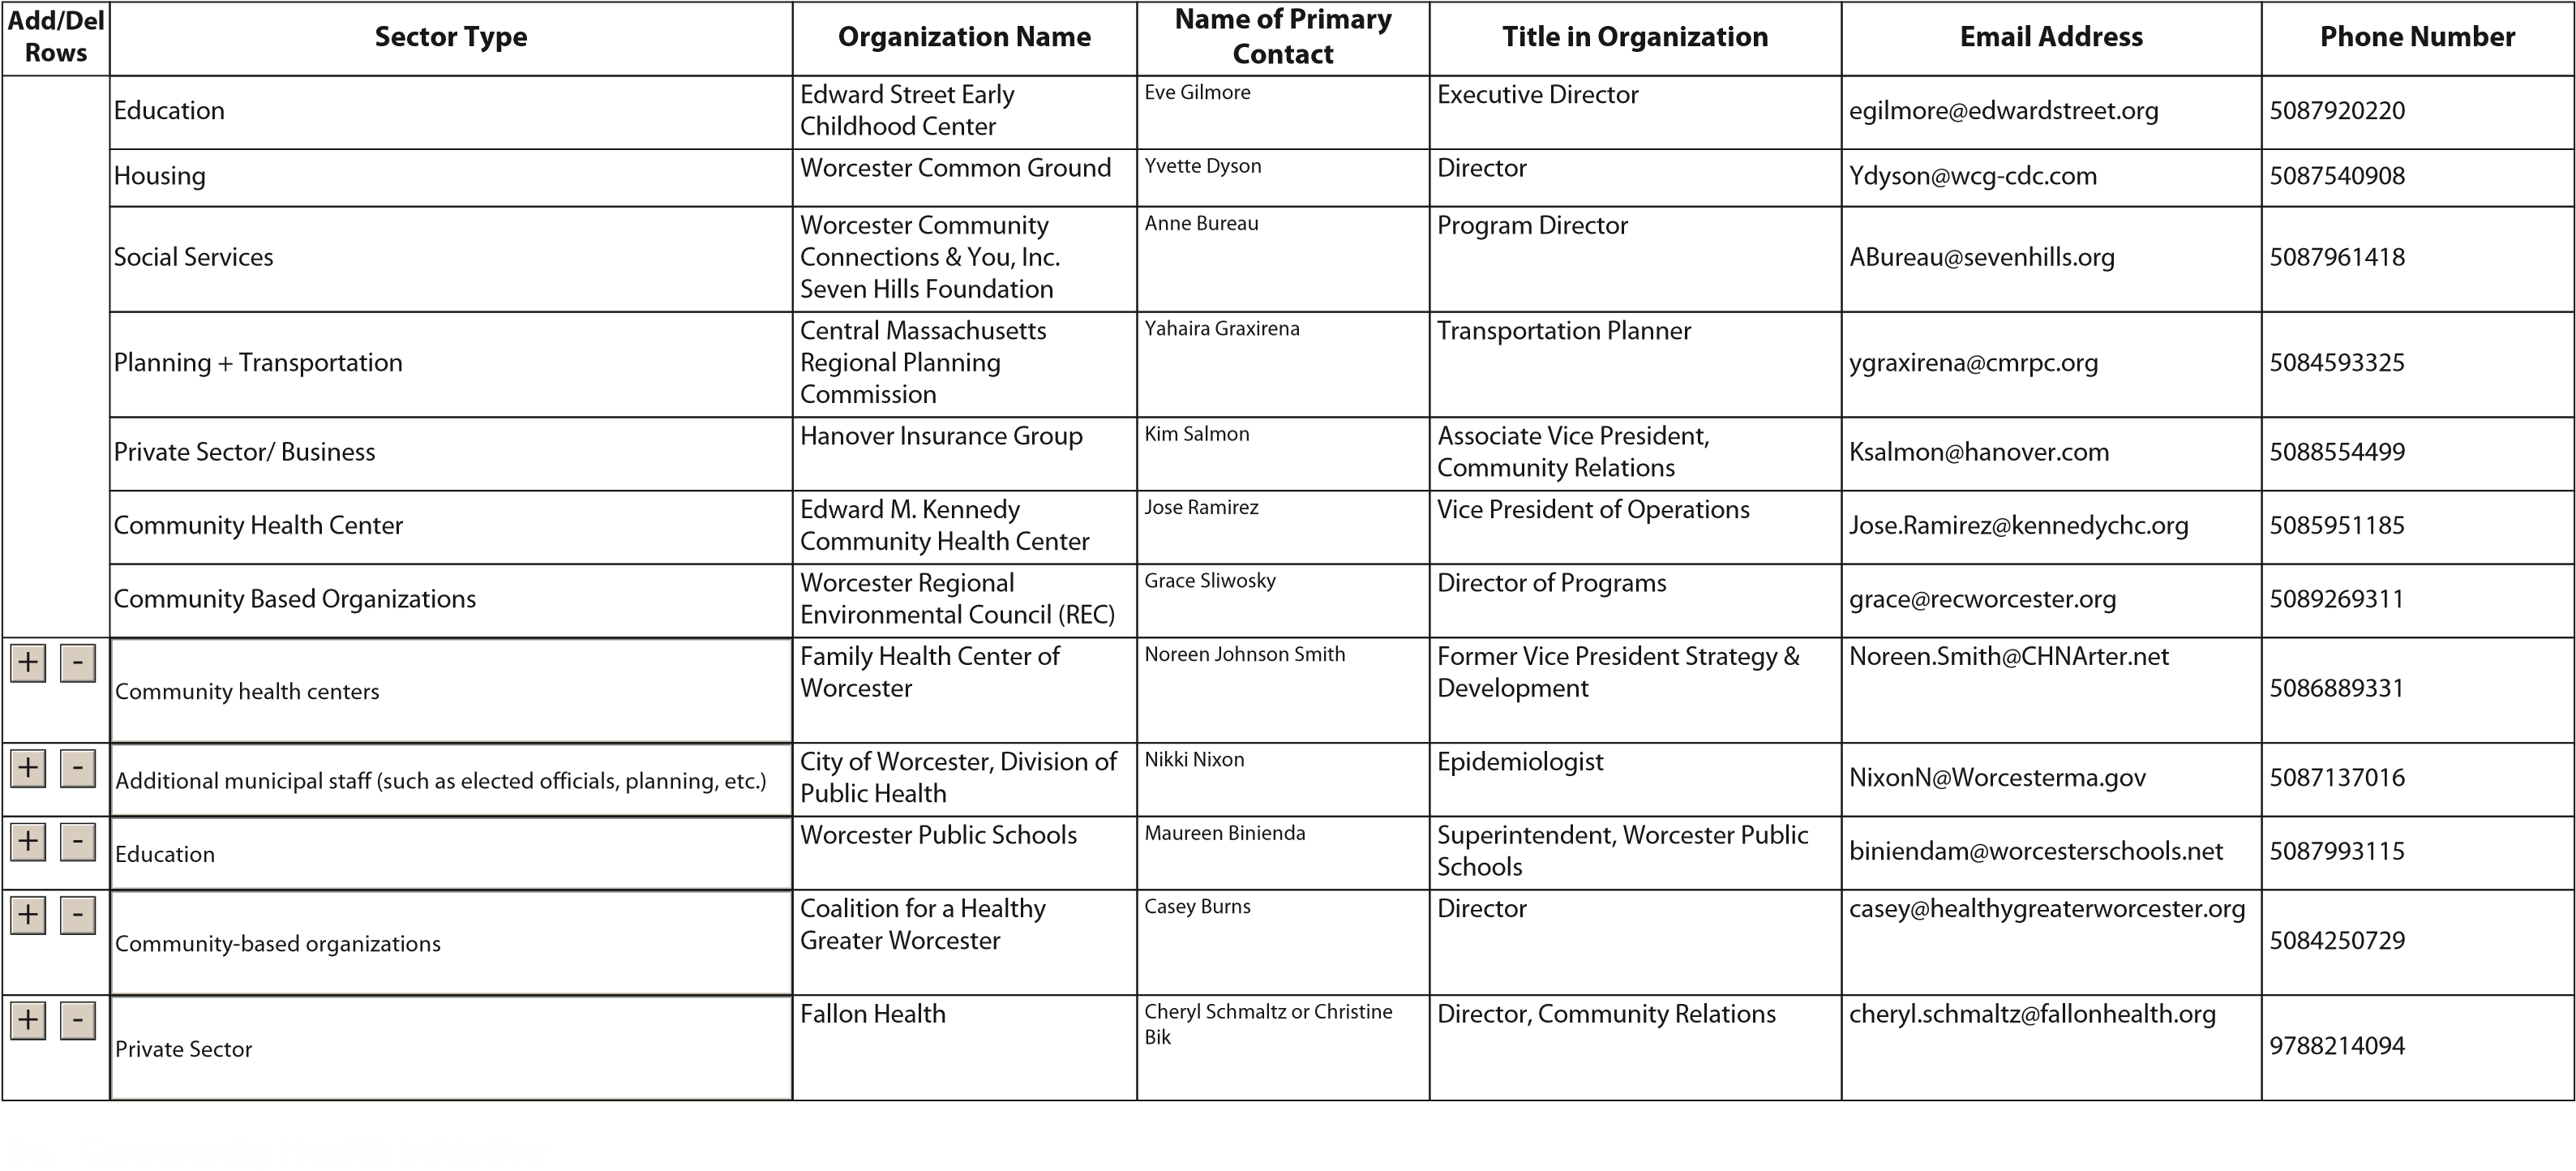 Add/Del
Rows
Sector Type
Organization Name
Name of Primary
Contact
Title in Organization
Email Address
Phone Number
Education
Edward Street Early
Childhood Center
Eve Gilmore
Executive Director
egilmore@edwardstreet.org
5087920220
Housing
Worcester Common Ground
Yvette Dyson
Director
Ydyson@wcg-cdc.com
5087540908
Social Services
Worcester Community
Connections & You, Inc.
Seven Hills Foundation
Anne Bureau
Program Director
ABureau@sevenhills.org
5087961418
Planning + Transportation
Central Massachusetts
Regional Planning
Commission
Yahaira Graxirena
Transportation Planner
ygraxirena@cmrpc.org
5084593325
Private Sector/ Business
Hanover Insurance Group
Kim Salmon
Associate Vice President,
Community Relations
Ksalmon@hanover.com
5088554499
Community Health Center
Edward M. Kennedy
Community Health Center
Jose Ramirez
Vice President of Operations
Jose.Ramirez@kennedychc.org
5085951185
Community Based Organizations
Worcester Regional
Environmental Council (REC)
Grace Sliwosky
Director of Programs
grace@recworcester.org
5089269311
+ -
Community health centers
Family Health Center of
Worcester
Noreen Johnson Smith
Former Vice President Strategy &
Development
Noreen.Smith@CHNArter.net
5086889331
+ -
Additional municipal staff (such as elected officials, planning, etc.)
City of Worcester, Division of
Public Health
Nikki Nixon
Epidemiologist
NixonN@Worcesterma.gov
5087137016
+ -
Education
Worcester Public Schools
Maureen Binienda
Superintendent, Worcester Public
Schools
biniendam@worcesterschools.net
5087993115
+ -
Community-based organizations
Coalition for a Healthy
Greater Worcester
Casey Burns
Director
casey@healthygreaterworcester.org
5084250729
+ -
Private Sector
Fallon Health
Cheryl Schmaltz or Christine
Bik
Director, Community Relations
cheryl.schmaltz@fallonhealth.org
9788214094